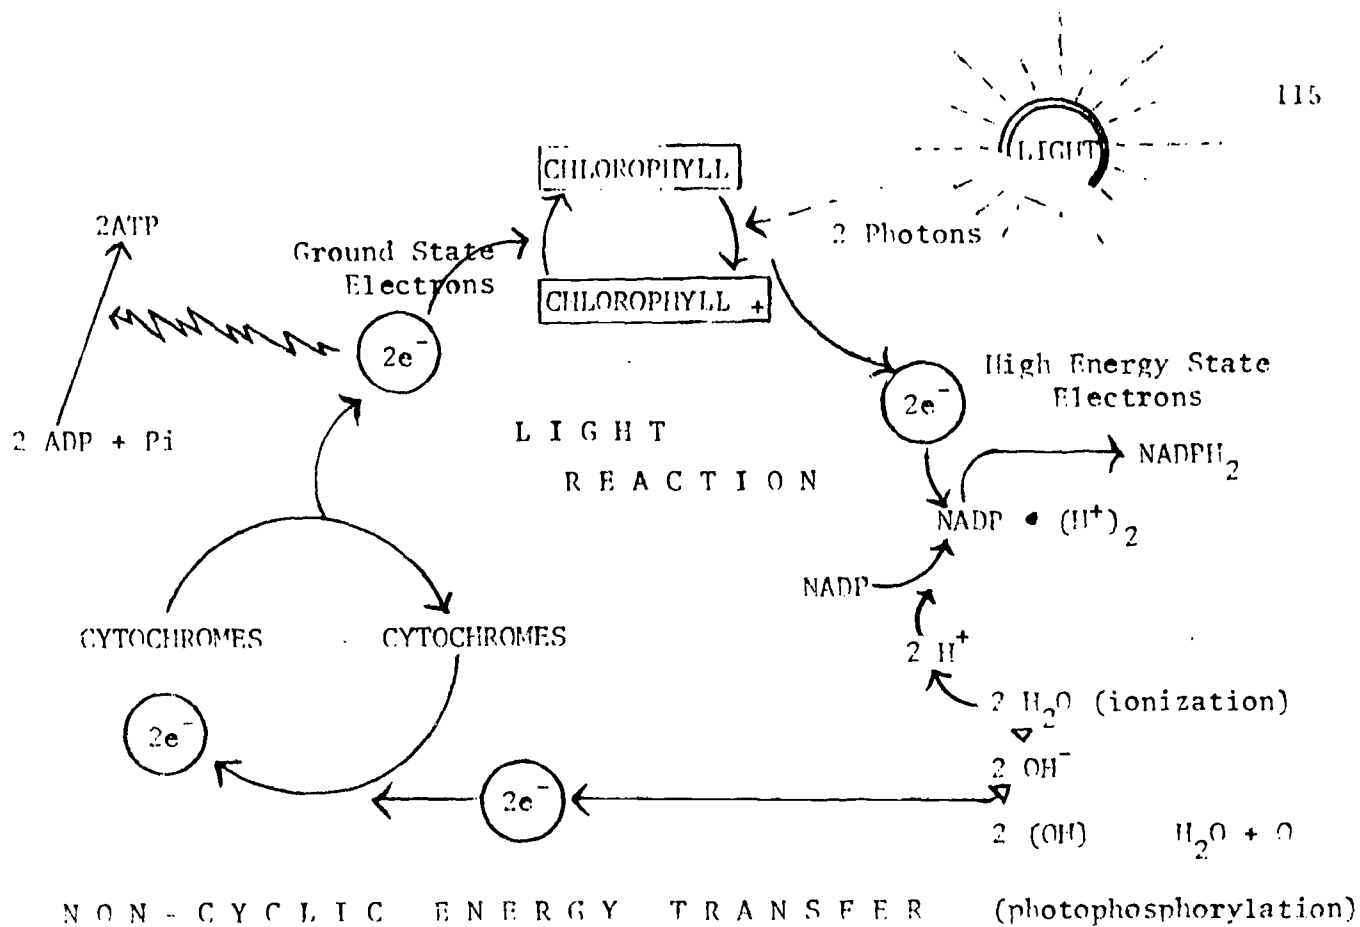 115
LIGHT
CHLOROPHYLL
2ATP
2 Photons
Ground State
Electrons
CHLOROPHYLL +
2e⁻
High Energy State
Electrons
2e⁻
2 ADP + Pi
LIGHT
REACTION
NADPH₂
NADP • (H⁺)₂
NADP
CYTOCHROMES
CYTOCHROMES
2 H⁺
2 H₂O (ionization)
2e⁻
2 OH⁻
2e⁻
2 (OH) H₂O + O
NON-CYCLIC ENERGY TRANSFER (photophosphorylation)